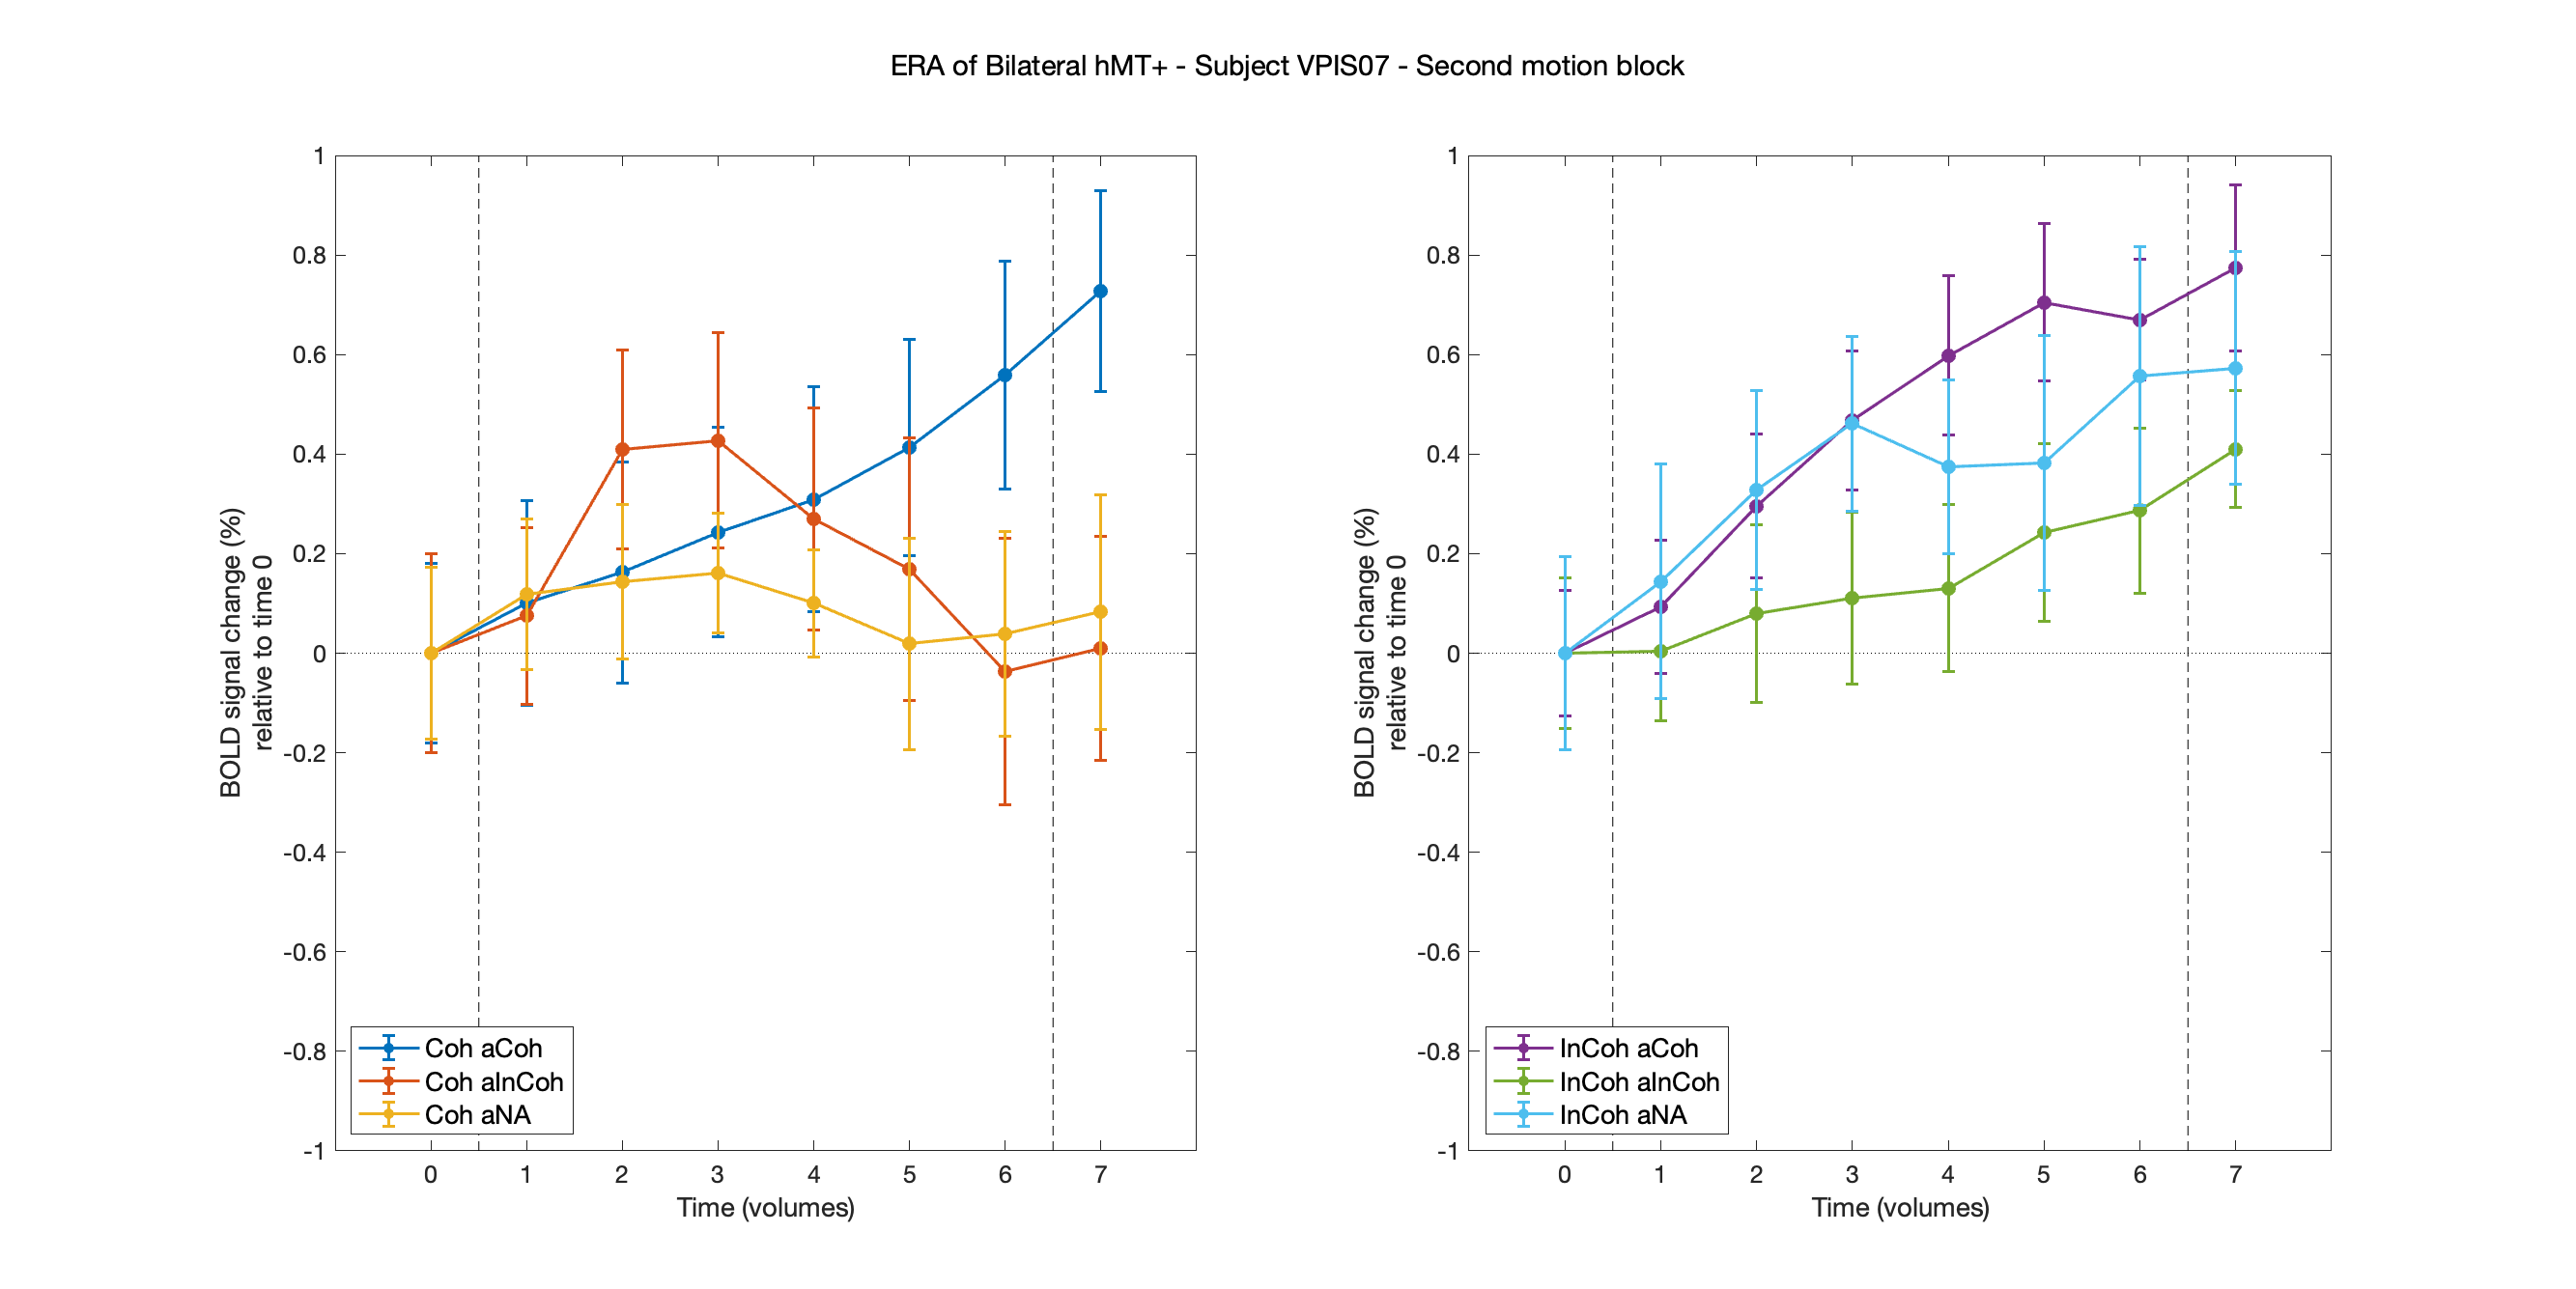 ERA of Bilateral hMT+ - Subject VPIS07 - Second motion block
BOLD signal change (%)
relative to time 0
1
0.8
0.6
0.4
0.2
0
-0.2
-0.4
-0.6
-0.8
-1
Coh aCoh
Coh aInCoh
Coh aNA
0 1 2 3 4 5 6 7
Time (volumes)
BOLD signal change (%)
relative to time 0
1
0.8
0.6
0.4
0.2
0
-0.2
-0.4
-0.6
-0.8
-1
InCoh aCoh
InCoh aInCoh
InCoh aNA
0 1 2 3 4 5 6 7
Time (volumes)